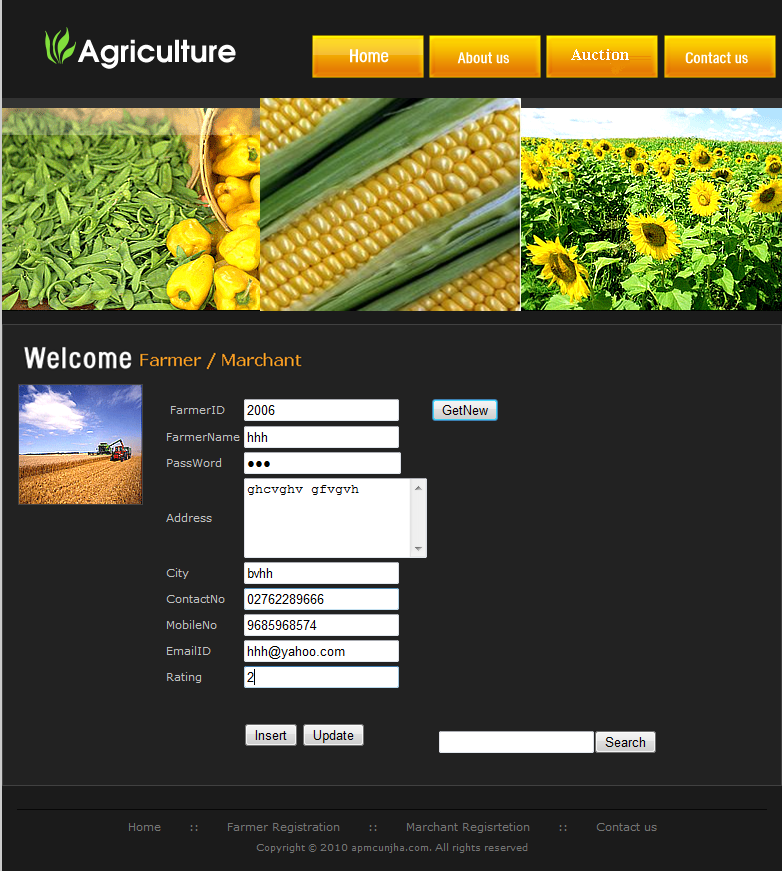 Agriculture
Home About us Auction Contact us
Welcome Farmer / Marchant
FarmerID 2006 GetNew
FarmerName hhh
PassWord ●●●
ghcvghv gfvgvh
Address
City bvhh
ContactNo 02762289666
MobileNo 9685968574
EmailID hhh@yahoo.com
Rating 2
Insert Update Search
Home :: Farmer Registration :: Marchant Regisrtetion :: Contact us
Copyright © 2010 apmcunjha.com. All rights reserved